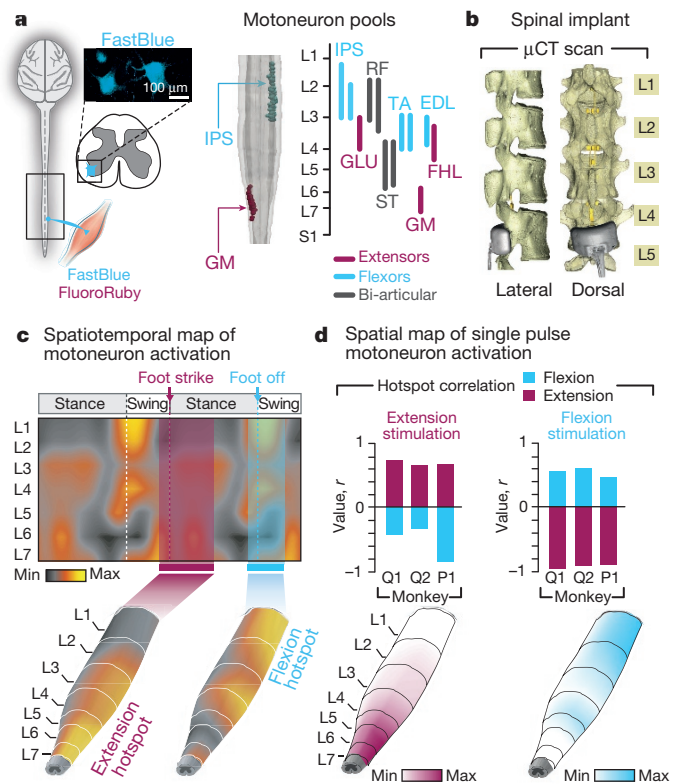 a
FastBlue
100 µm
FastBlue
FluoroRuby
Motoneuron pools
IPS
GM
L1
L2
L3
L4
L5
L6
L7
S1
IPS
RF
TA
EDL
GLU
ST
FHL
GM
Extensors
Flexors
Bi-articular
b Spinal implant
µCT scan
L1
L2
L3
L4
L5
Lateral Dorsal
c Spatiotemporal map of
motoneuron activation
Foot strike Foot off
Stance Swing Stance Swing
L1
L2
L3
L4
L5
L6
L7
Min Max
L1
L2
L3
L4
L5
L6
L7
Extension
hotspot
Flexion
hotspot
d Spatial map of single pulse
motoneuron activation
Hotspot correlation
Flexion
Extension
Extension
stimulation
Value, r
1
0
–1
Q1 Q2 P1
Monkey
Flexion
stimulation
Value, r
1
0
–1
Q1 Q2 P1
Monkey
L1
L2
L3
L4
L5
L6
L7
Min Max
Min Max